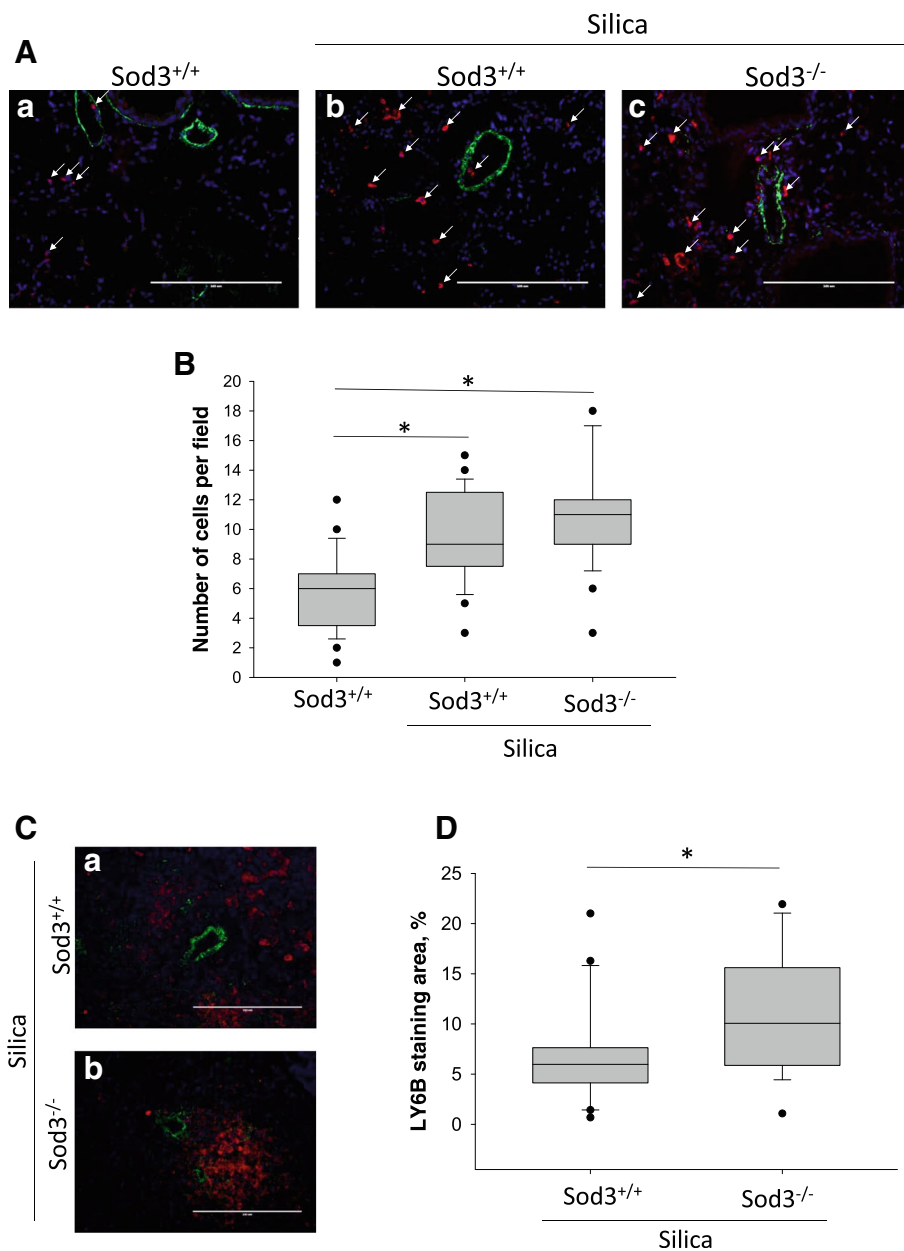 Silica
A
Sod3+/+ Sod3+/+ Sod3-/-
a b c
B
Number of cells per field
20
18
16
14
12
10
8
6
4
2
0
*
*
Sod3+/+ Sod3+/+ Sod3-/-
Silica
C
Silica
Sod3+/+
a
Sod3-/-
b
D
LY6B staining area, %
25
20
15
10
5
0
*
Sod3+/+ Sod3-/-
Silica